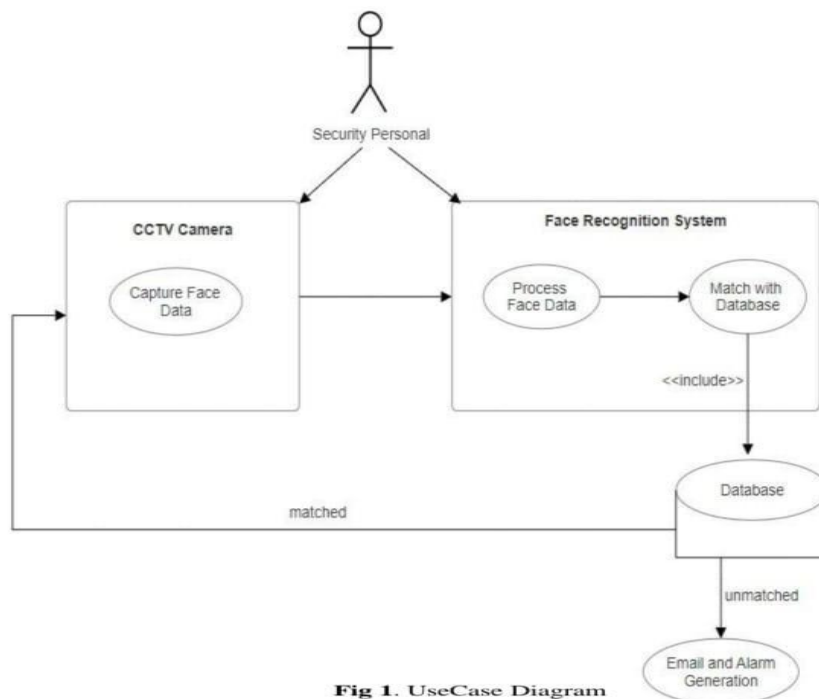 Security Personal
CCTV Camera
Face Recognition System
Capture Face
Data
Process
Face Data
Match with
Database
<<include>>
Database
matched
unmatched
Email and Alarm
Generation
Fig 1. UseCase Diagram